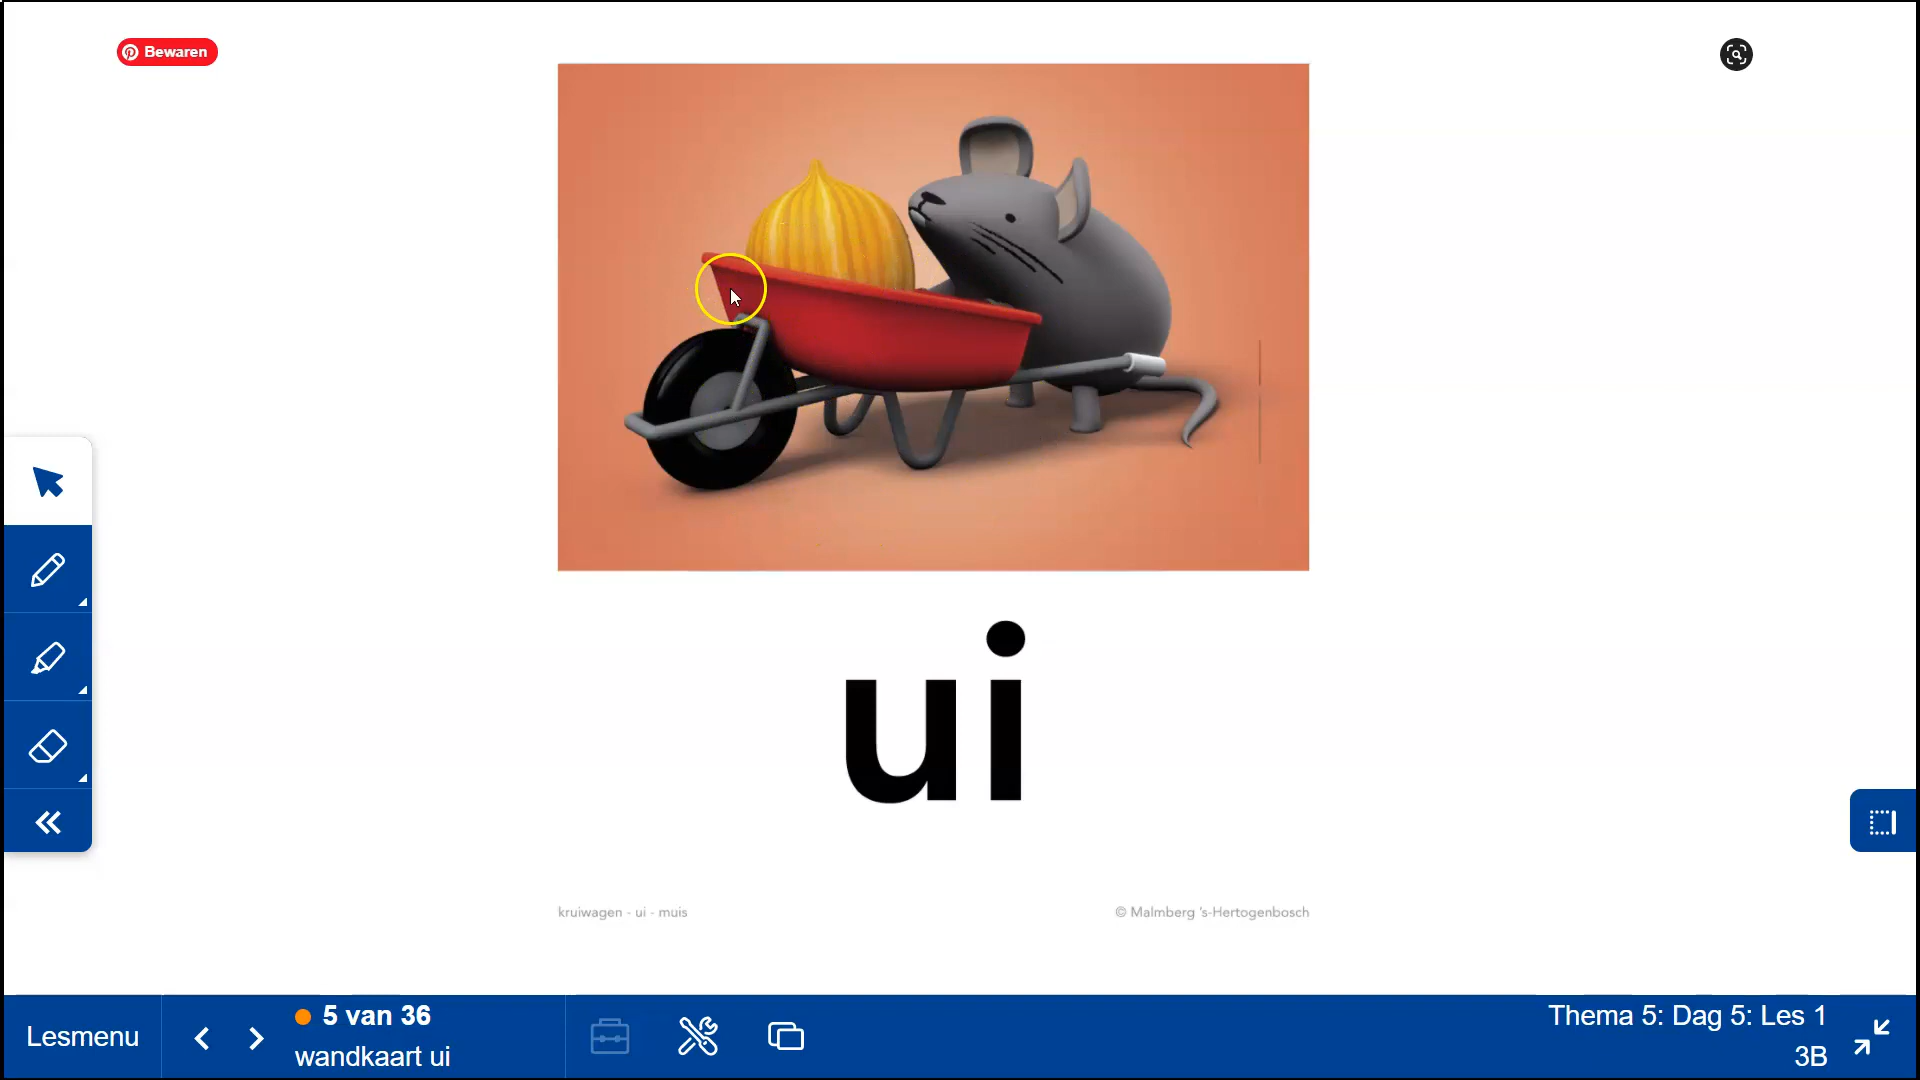 Bewaren
ui
kruiwagen - ui - muis
© Malmberg 's-Hertogenbosch
Lesmenu
5 van 36
wandkaart ui
Thema 5: Dag 5: Les 1
3B